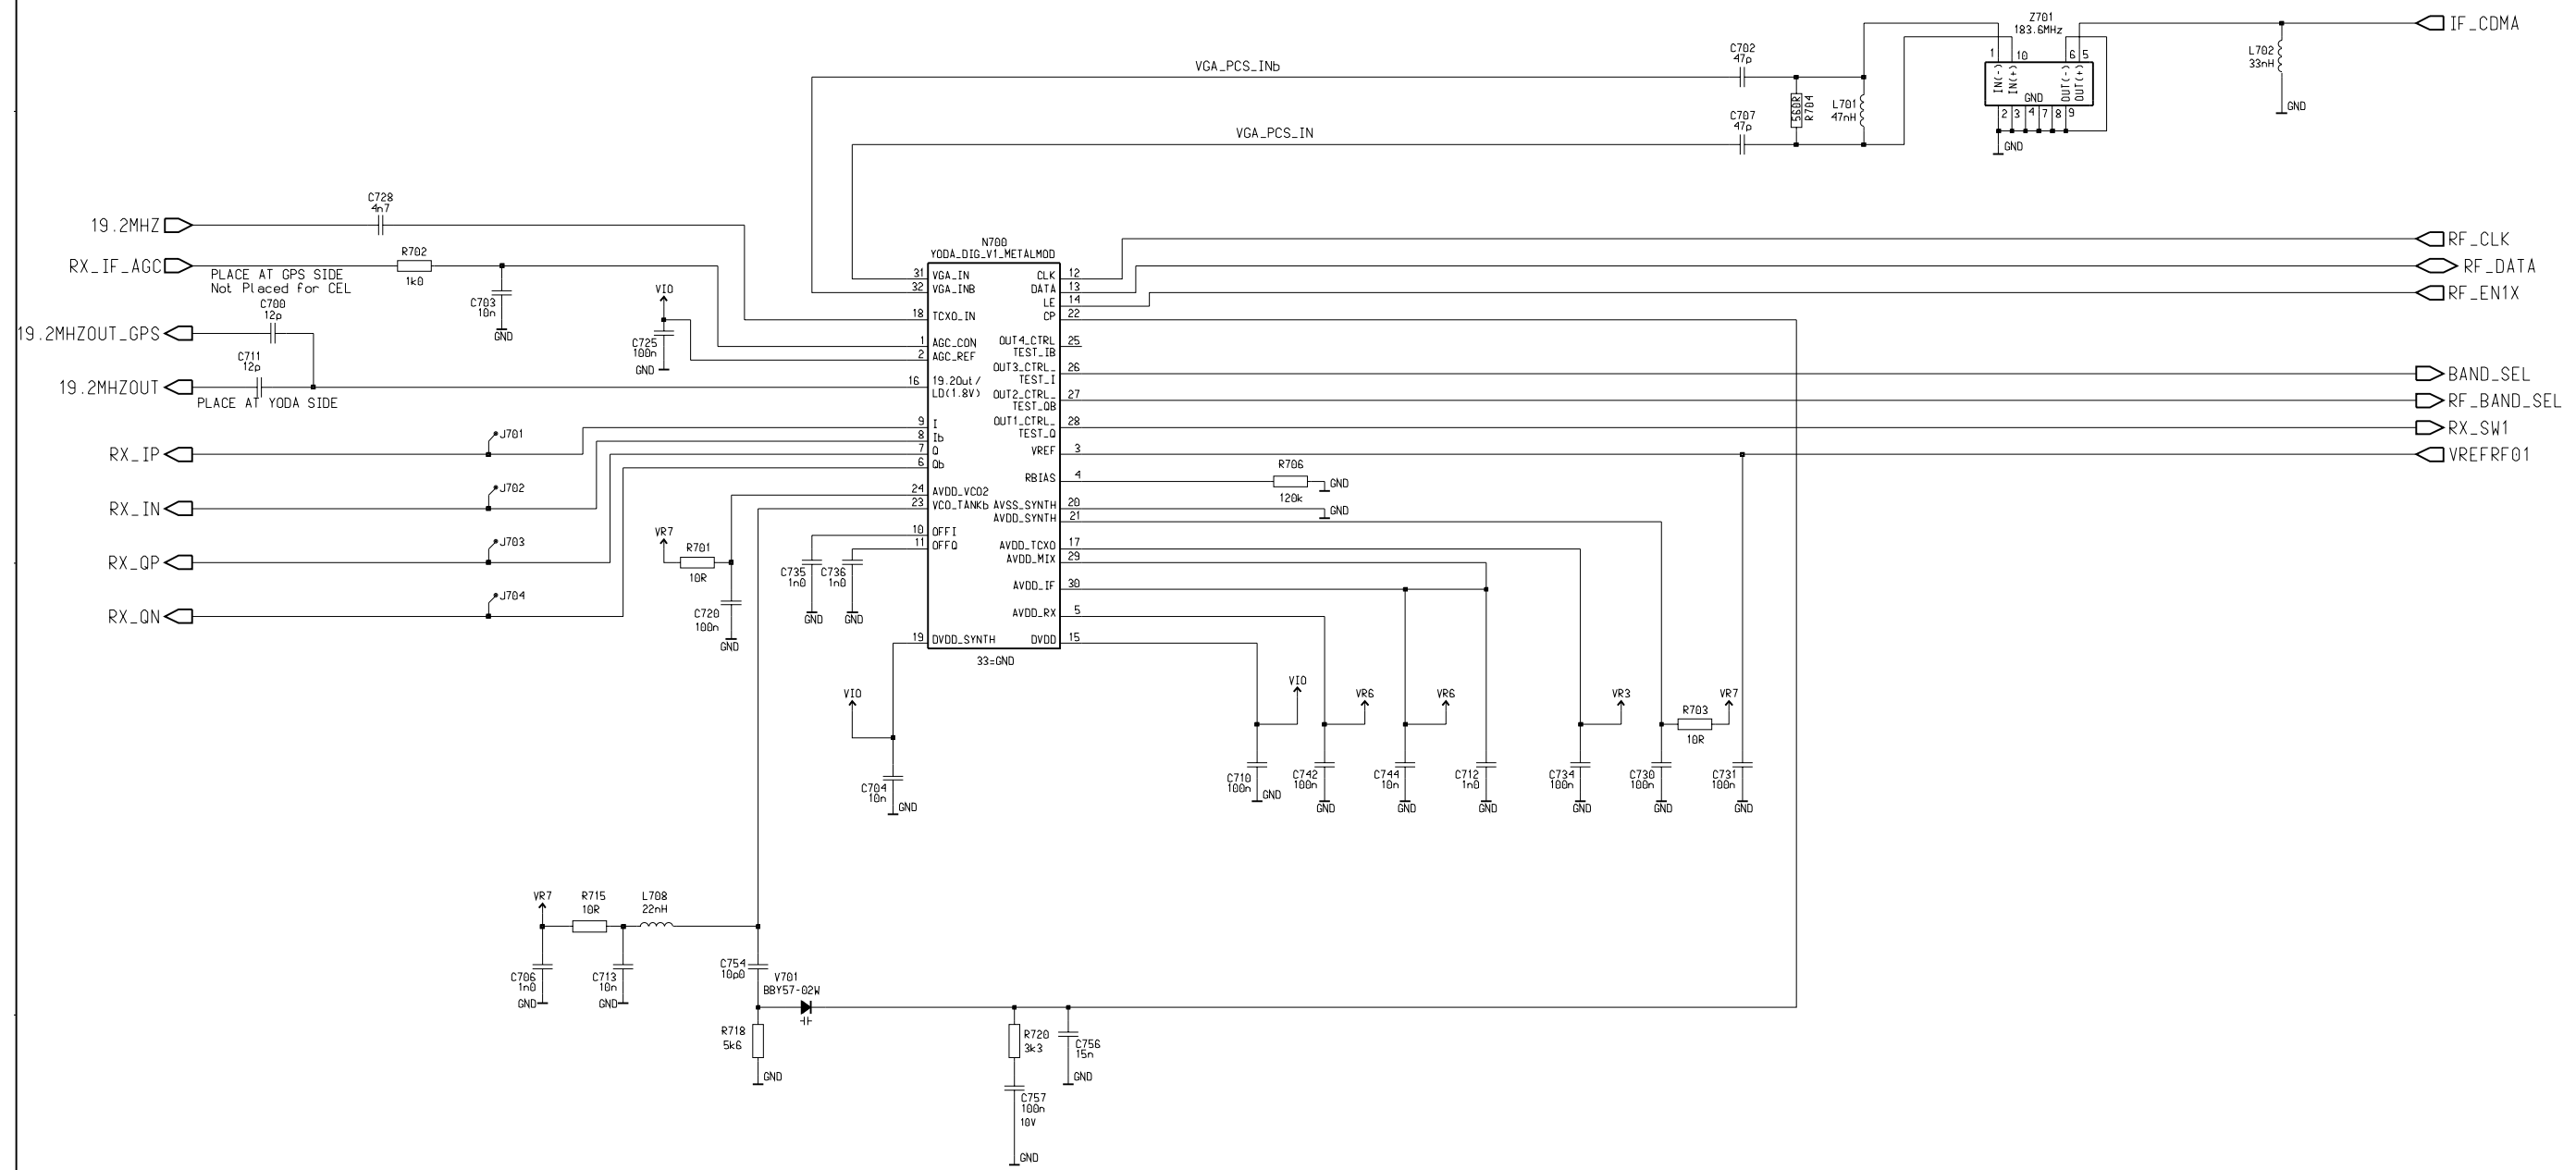 Z701
183.6MHz
IF_CDMA
1
10
6
5
IN(-)
IN(+)
OUT(-)
OUT(+)
GND
2
3
4
7
8
9
GND
L702
33nH
GND
C702
47p
VGA_PCS_INb
560R
R704
L701
47nH
C707
47p
VGA_PCS_IN
19.2MHZ
C728
4n7
RX_IF_AGC
R702
1k0
PLACE AT GPS SIDE
Not Placed for CEL
C700
12p
C703
10n
GND
19.2MHZOUT_GPS
C711
12p
19.2MHZOUT
PLACE AT YODA SIDE
VIO
C725
100n
GND
RX_IP
J701
RX_IN
J702
RX_QP
J703
RX_QN
J704
N700
YODA_DIG_V1_METALMOD
31 VGA_IN
32 VGA_INB
18 TCXO_IN
1 AGC_CON
2 AGC_REF
16 19.2Out/
LD(1.8V)
9 I
8 Ib
7 Q
6 Qb
24 AVDD_VCO2
23 VCO_TANKb
10 OFFI
11 OFFQ
19 DVDD_SYNTH
CLK 12
DATA 13
LE 14
CP 22
OUT4_CTRL 25
TEST_IB
OUT3_CTRL_ 26
TEST_I
OUT2_CTRL_ 27
TEST_QB
OUT1_CTRL_ 28
TEST_Q
VREF 3
RBIAS 4
AVSS_SYNTH 20
AVDD_SYNTH 21
AVDD_TCXO 17
AVDD_MIX 29
AVDD_IF 30
AVDD_RX 5
DVDD 15
33=GND
RF_CLK
RF_DATA
RF_EN1X
BAND_SEL
RF_BAND_SEL
RX_SW1
VREFRF01
R706
120k
GND
GND
VR7
R701
10R
C720
100n
GND
C735
1n0
GND
C736
1n0
GND
VIO
C704
10n
GND
VIO
C710
100n
GND
VR6
C742
100n
GND
VR6
C744
10n
GND
C712
1n0
GND
VR3
C734
100n
GND
R703
10R
VR7
C730
100n
GND
C731
100n
GND
VR7
R715
10R
L708
22nH
C706
1n0
GND
C713
10n
GND
C754
10p0
V701
BBY57-02W
R718
5k6
GND
R720
3k3
C756
15n
GND
C757
100n
10V
GND